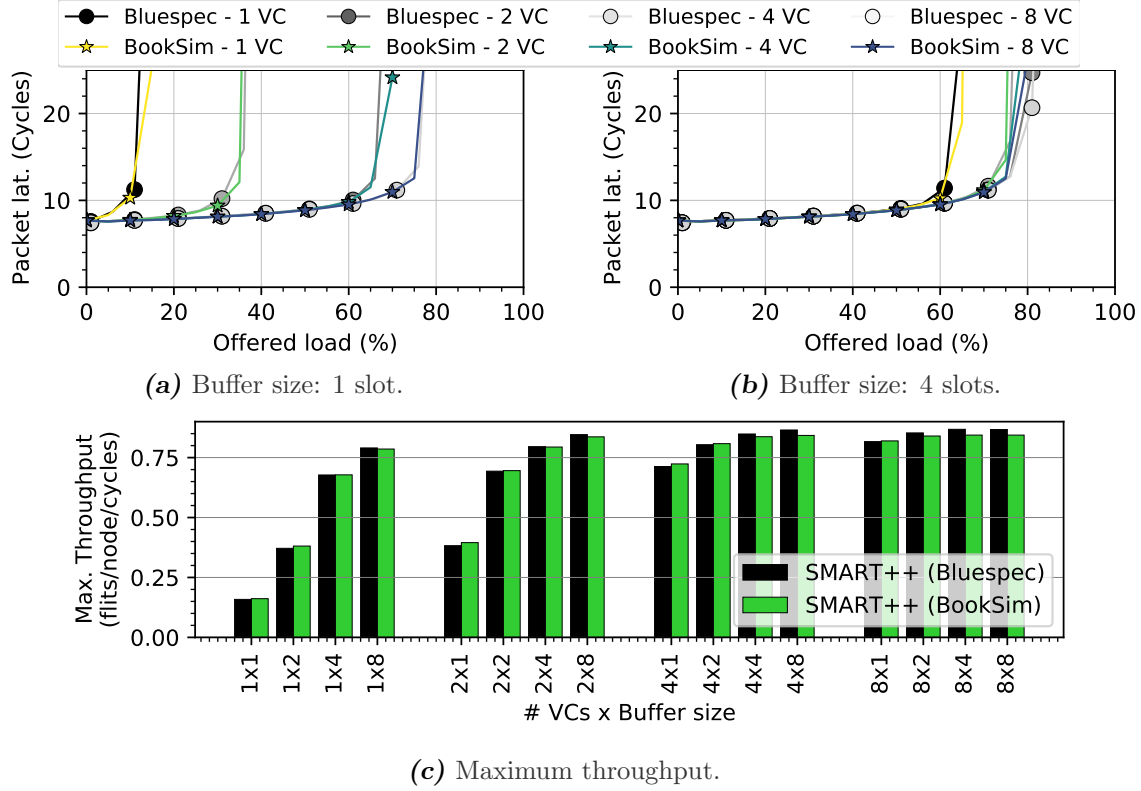 Bluespec - 1 VC Bluespec - 2 VC Bluespec - 4 VC Bluespec - 8 VC
BookSim - 1 VC BookSim - 2 VC BookSim - 4 VC BookSim - 8 VC
Packet lat. (Cycles)
20
10
0
0 20 40 60 80 100
Offered load (%)
(a) Buffer size: 1 slot.
Packet lat. (Cycles)
20
10
0
0 20 40 60 80 100
Offered load (%)
(b) Buffer size: 4 slots.
Max. Throughput
(flits/node/cycles)
0.75
0.50
0.25
0.00
SMART++ (Bluespec)
SMART++ (BookSim)
1x1 1x2 1x4 1x8 2x1 2x2 2x4 2x8 4x1 4x2 4x4 4x8 8x1 8x2 8x4 8x8
# VCs x Buffer size
(c) Maximum throughput.